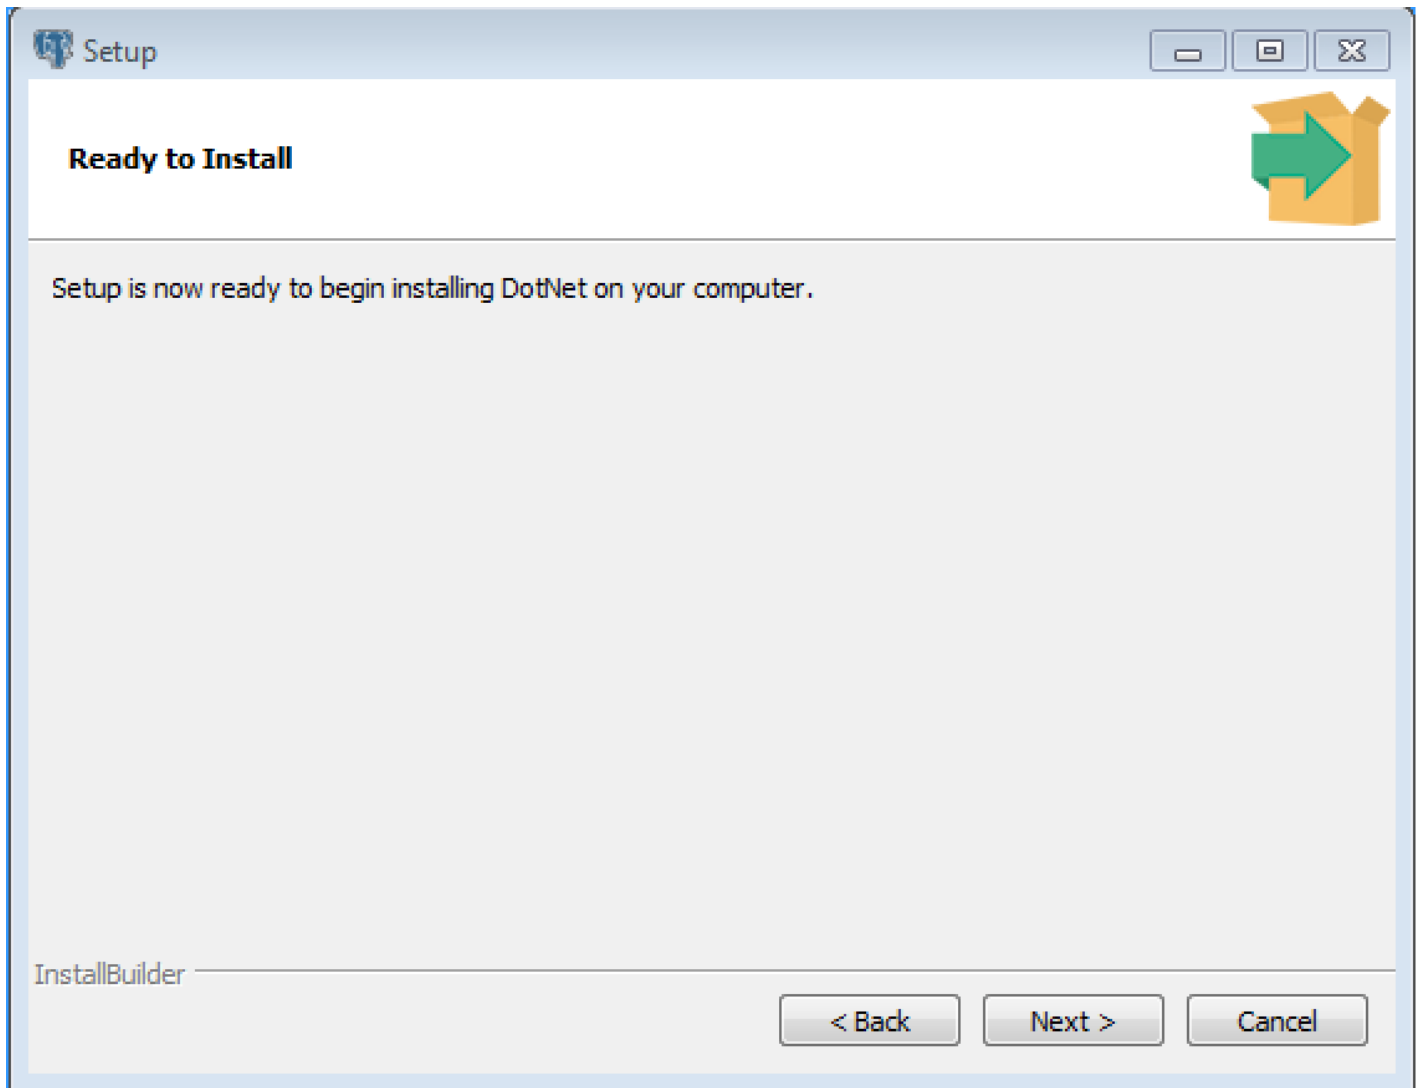 Setup
Ready to Install
Setup is now ready to begin installing DotNet on your computer.
InstallBuilder
< Back
Next >
Cancel